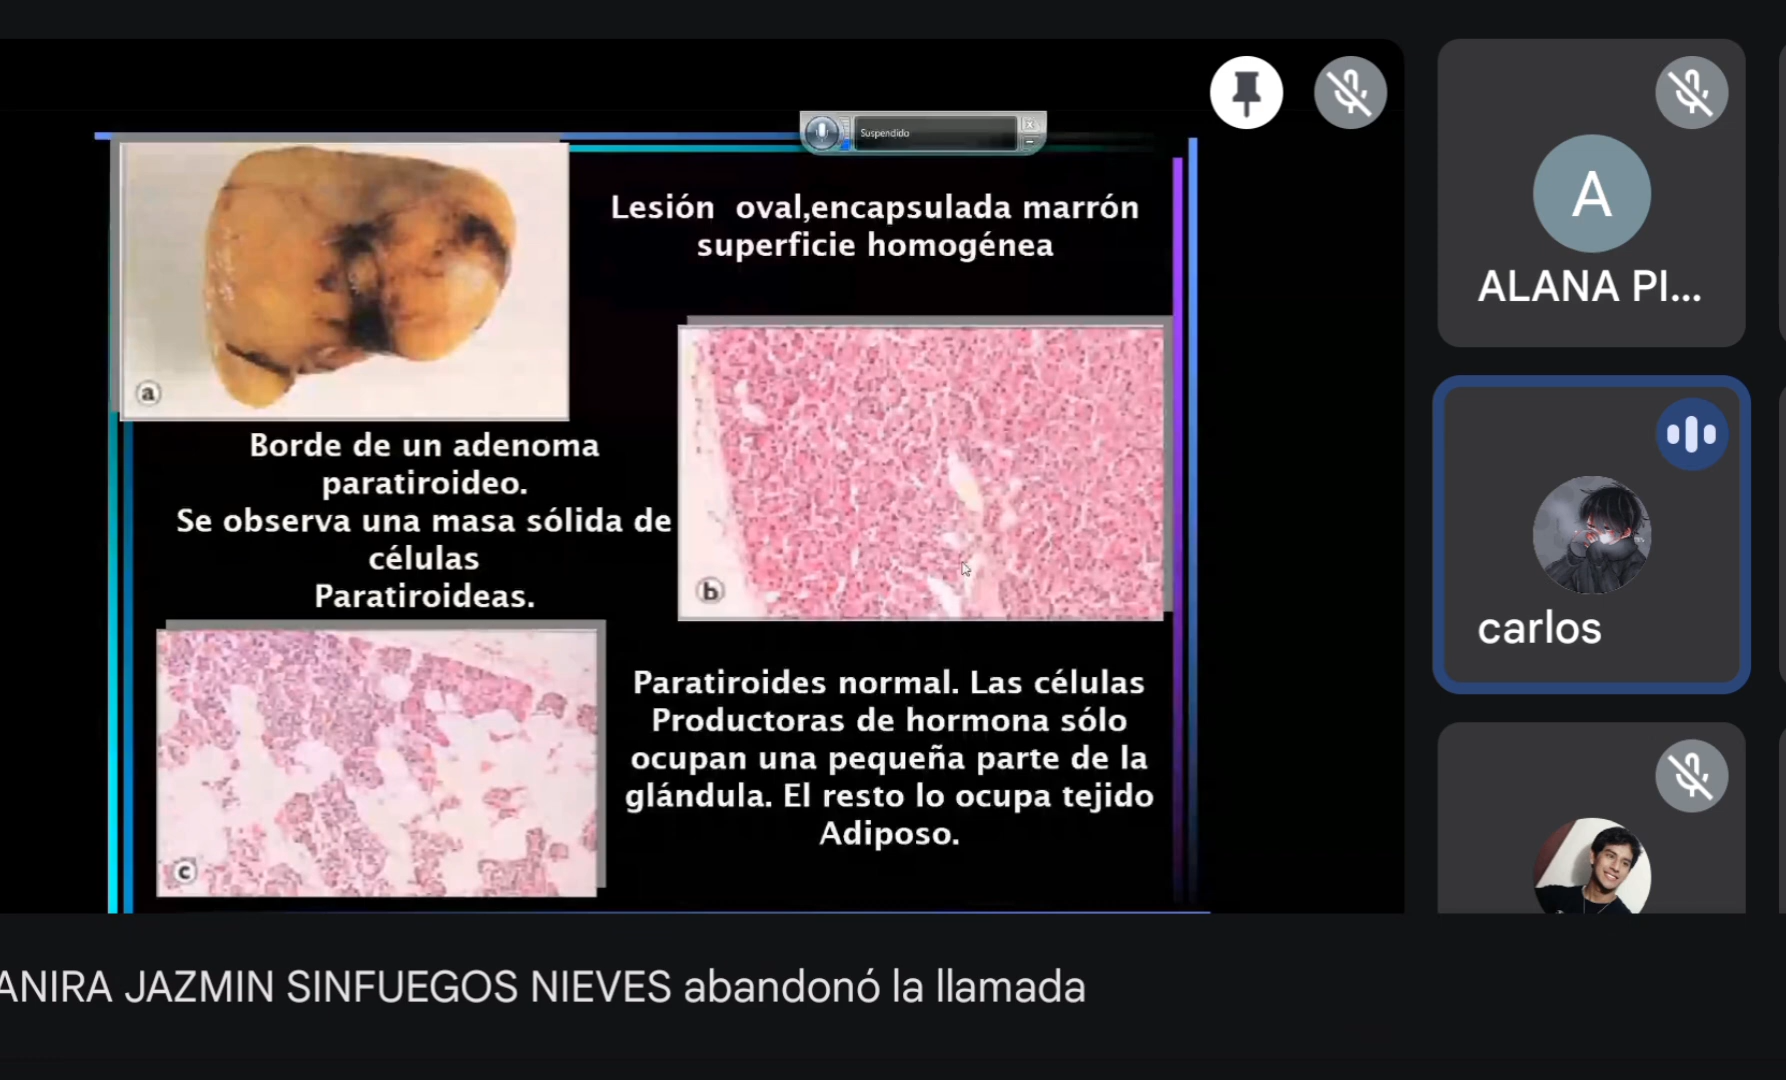 Suspendido
Lesión oval,encapsulada marrón
superficie homogénea
a
Borde de un adenoma
paratiroideo.
Se observa una masa sólida de
células
Paratiroideas.
b
Paratiroides normal. Las células
Productoras de hormona sólo
ocupan una pequeña parte de la
glándula. El resto lo ocupa tejido
Adiposo.
c
A
ALANA PI...
carlos
ANIRA JAZMIN SINFUEGOS NIEVES abandonó la llamada